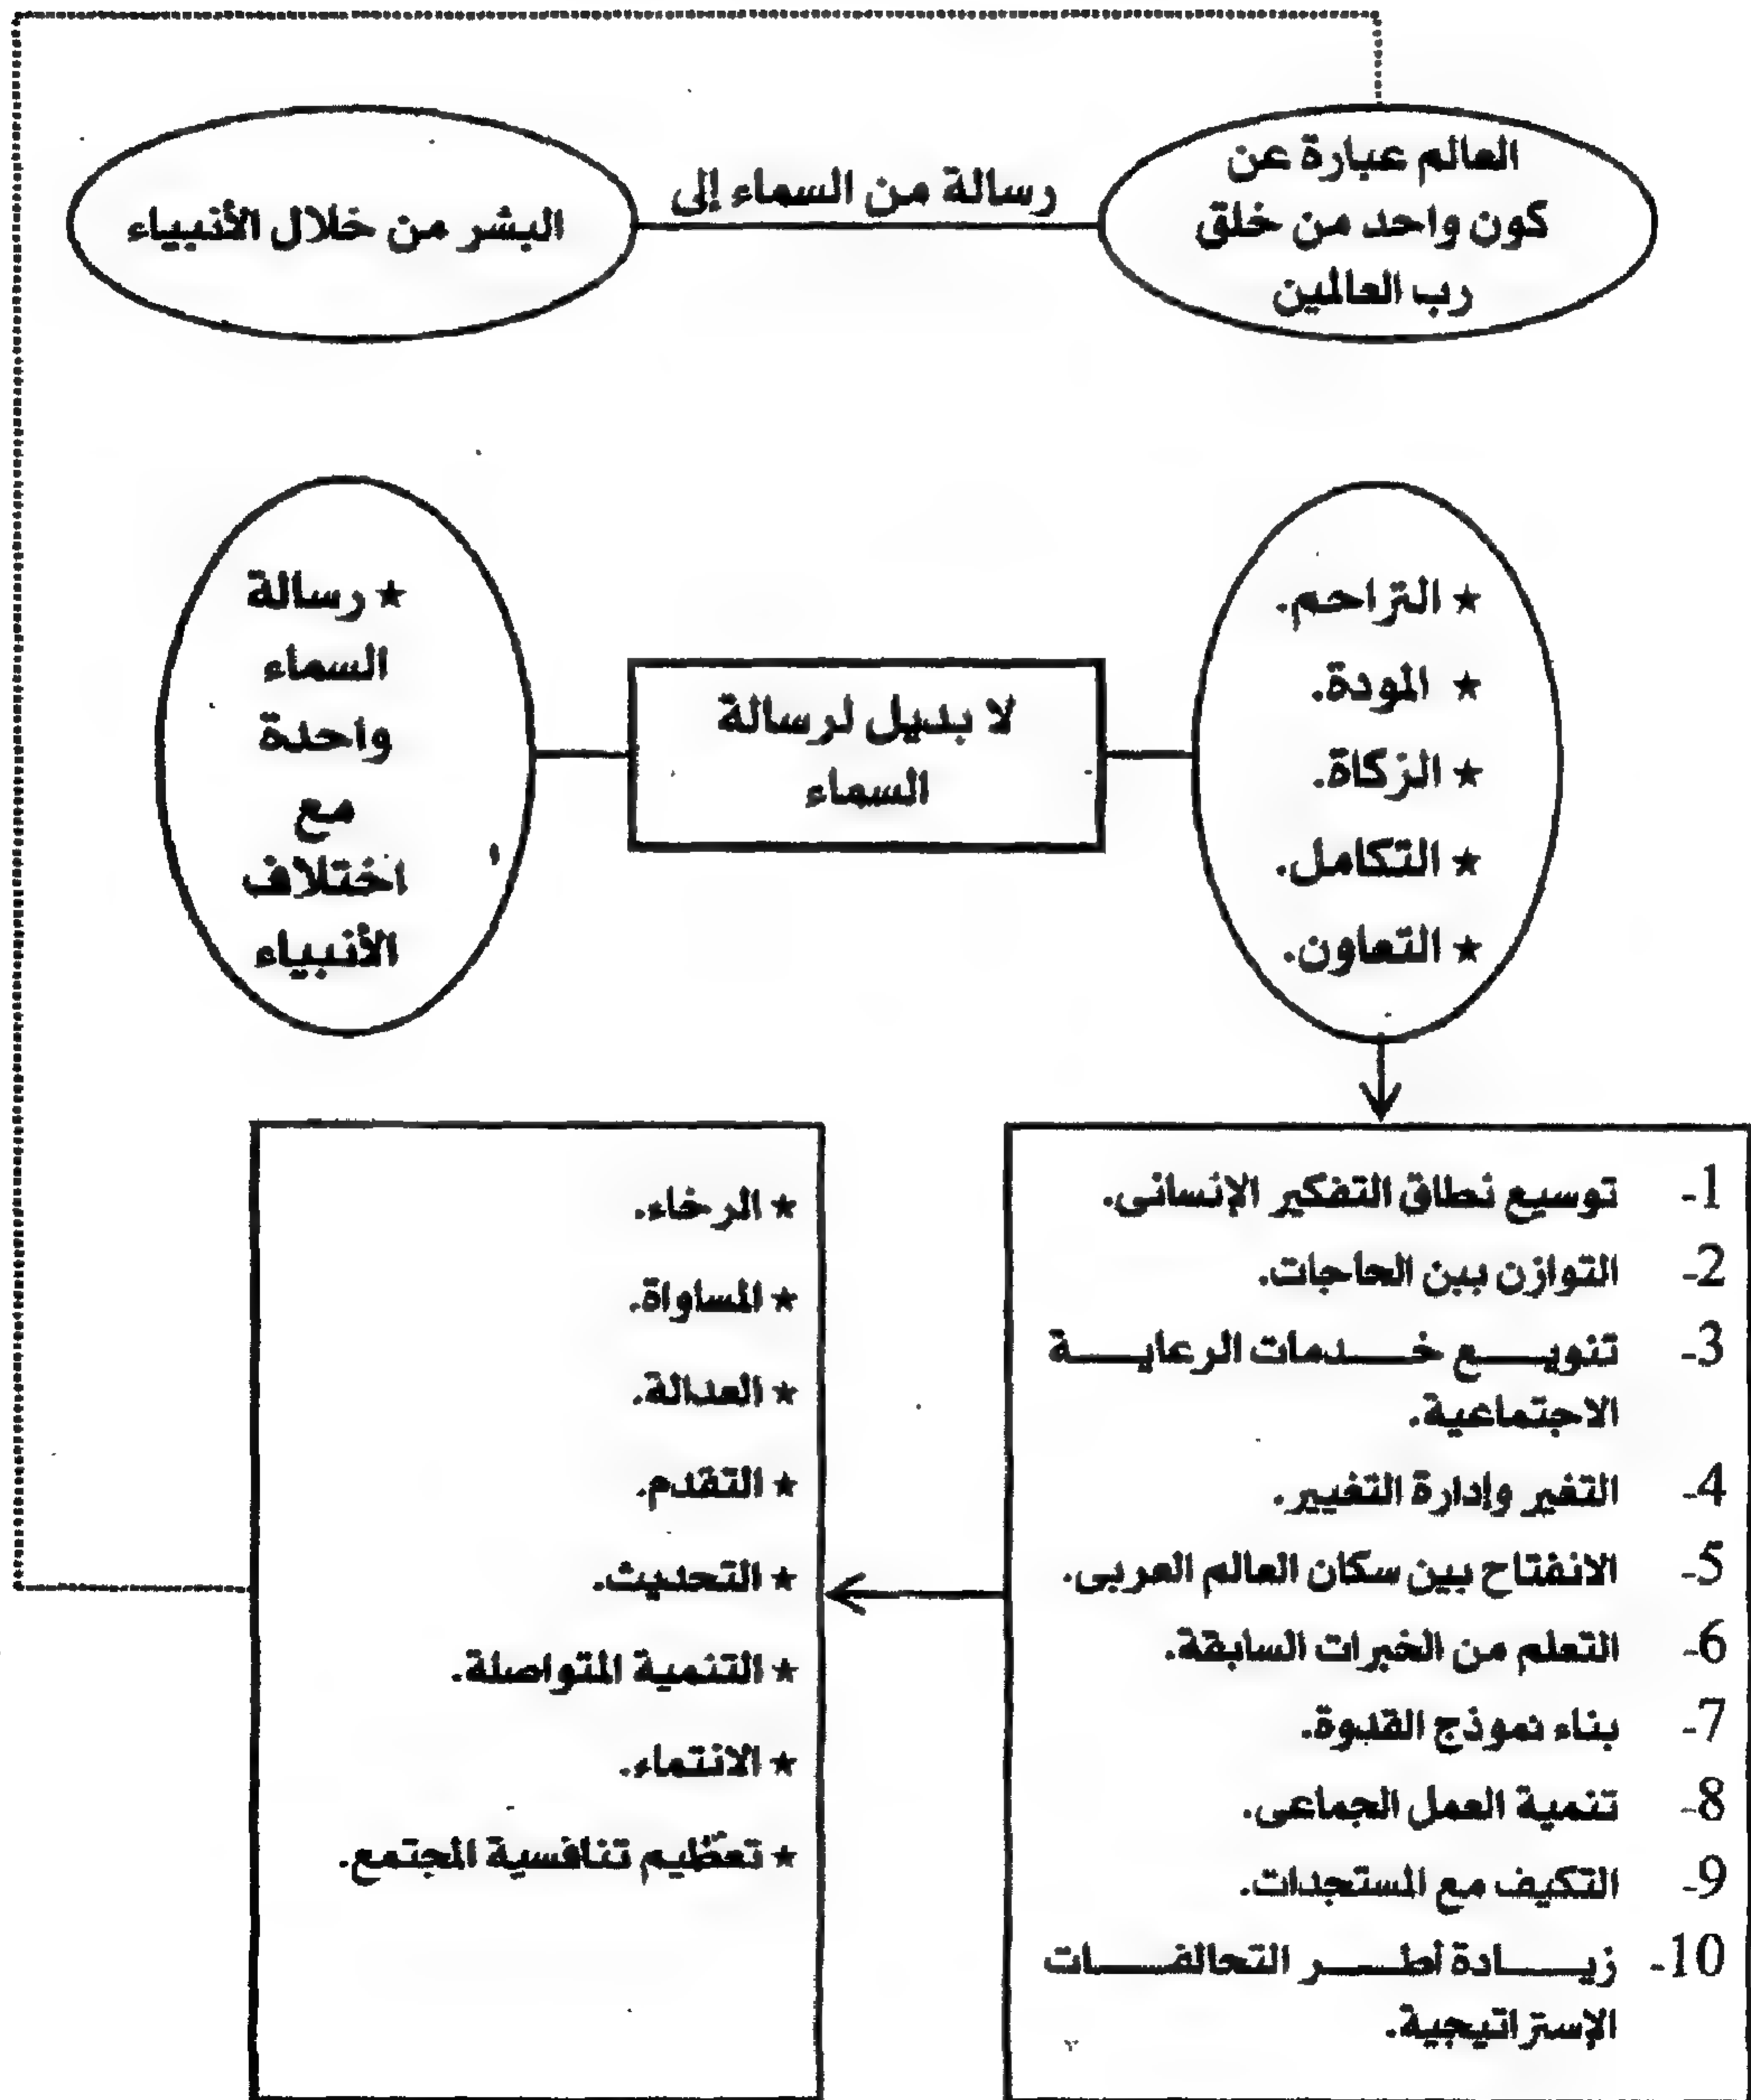 العالم عبارة عن
كون واحد من خلق
رب العالمين
رسالة من السماء إلى
البشر من خلال الأنبياء
★ التراحم.
★ المودة.
★ الزكاة.
★ التكامل.
★ التعاون.
لا بديل لرسالة
السماء
★ رسالة
السماء
واحدة
مع
اختلاف
الأنبياء
1- توسيع نطاق التفكير الإنسانى.
2- التوازن بين الحاجات.
3- تنويع خدمات الرعاية
الاجتماعية.
4- التغير وإدارة التغيير.
5- الانفتاح بين سكان العالم العربى.
6- التعلم من الخبرات السابقة.
7- بناء نموذج القدوة.
8- تنمية العمل الجماعى.
9- التكيف مع المستجدات.
10- زيادة أطر التحالفات
الإستراتيجية.
★ الرخاء.
★ المساواة.
★ العدالة.
★ التقدم.
★ التحديث.
★ التنمية المتواصلة.
★ الانتماء.
★ تعظيم تنافسية المجتمع.